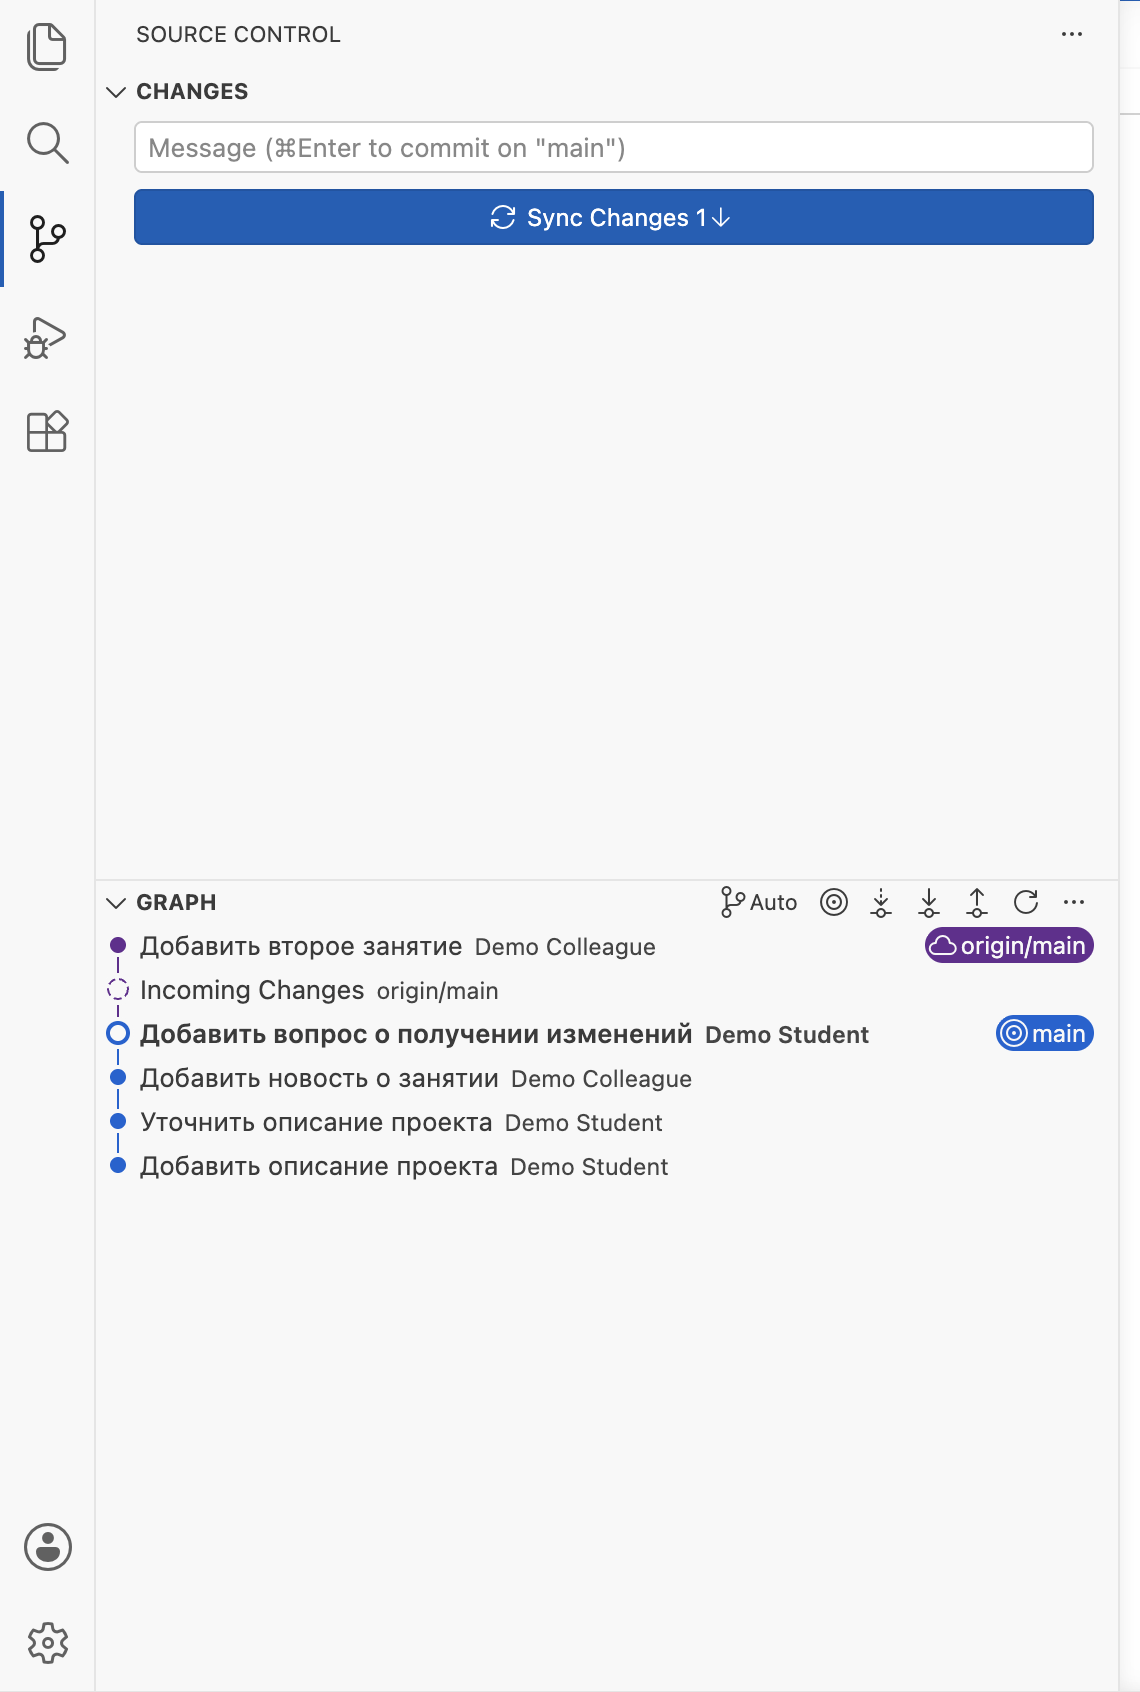 SOURCE CONTROL
CHANGES
Message (⌘Enter to commit on "main")
Sync Changes 1↓
GRAPH Auto
Добавить второе занятие Demo Colleague origin/main
Incoming Changes origin/main
Добавить вопрос о получении изменений Demo Student main
Добавить новость о занятии Demo Colleague
Уточнить описание проекта Demo Student
Добавить описание проекта Demo Student